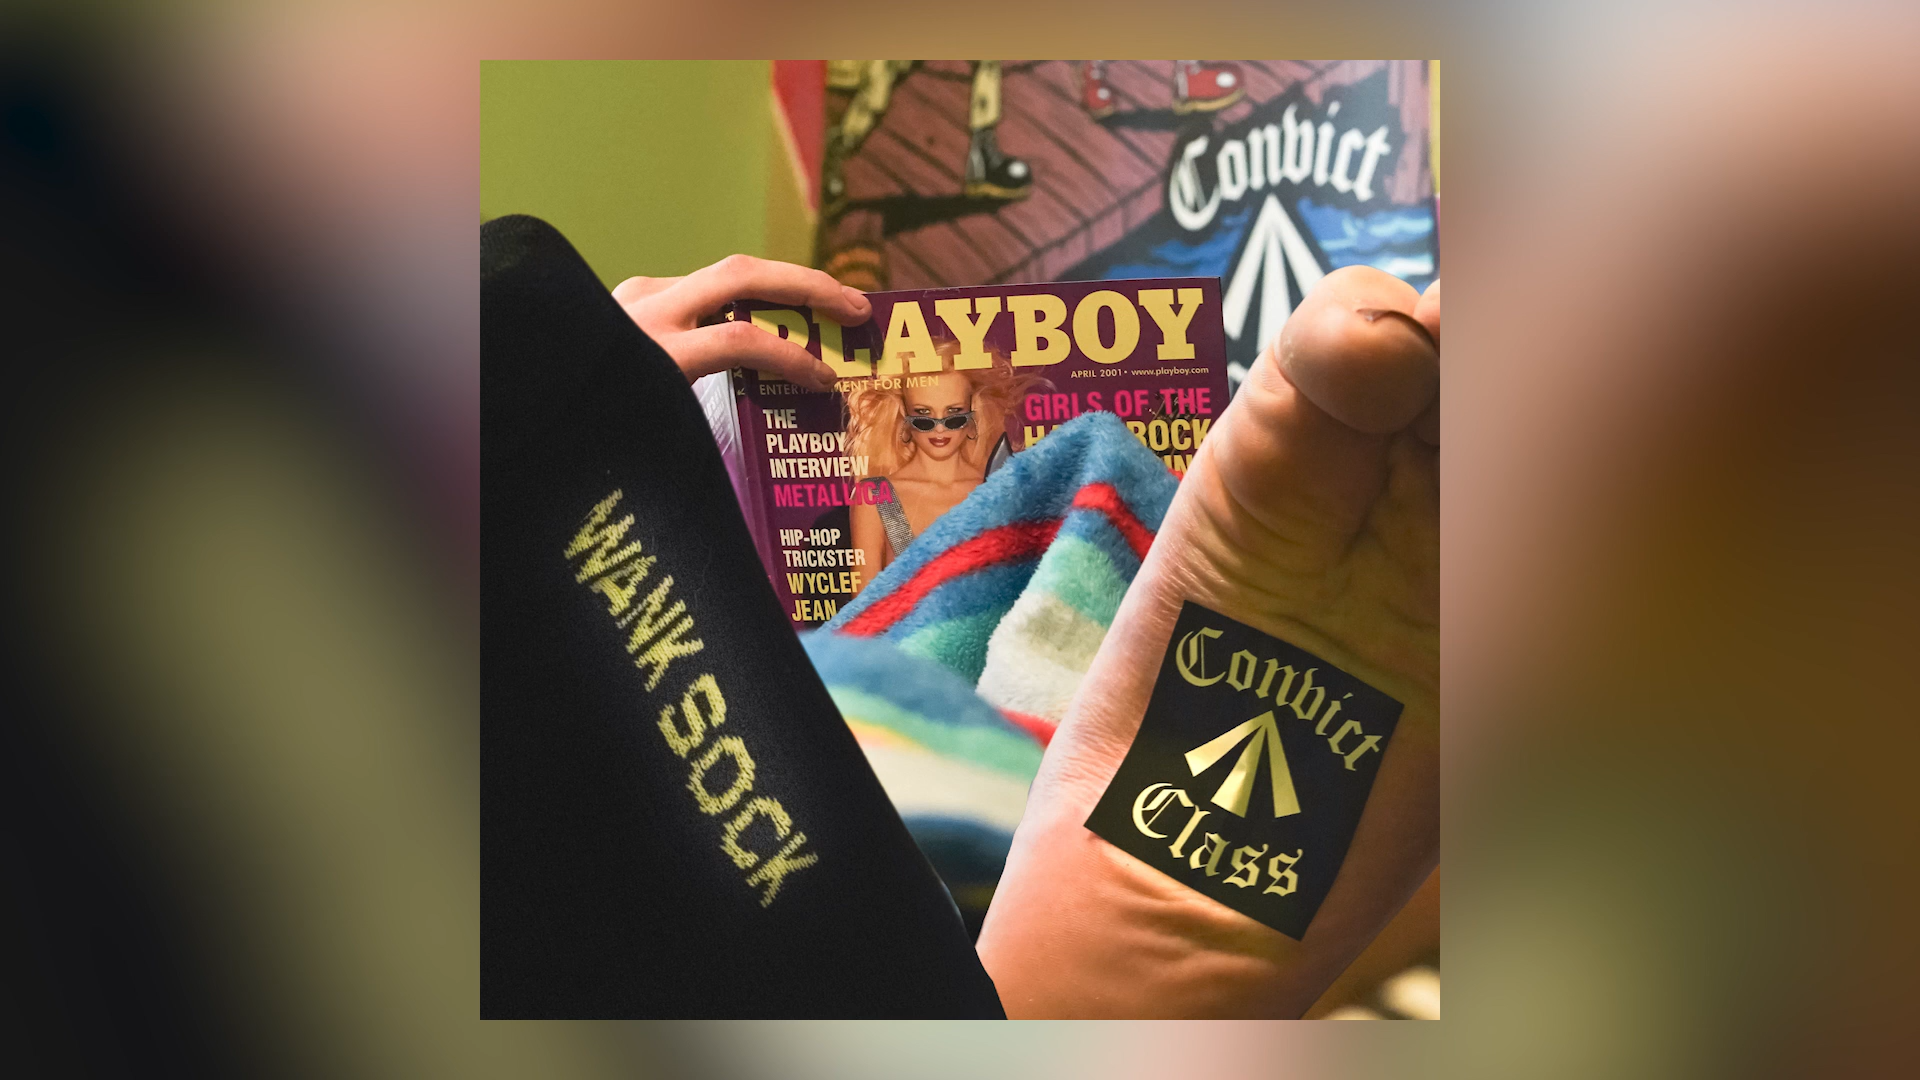 Convict
PLAYBOY
ENTERTAINMENT FOR MEN
APRIL 2001 • www.playboy.com
THE
PLAYBOY
INTERVIEW
METALLICA
HIP-HOP
TRICKSTER
WYCLEF
JEAN
GIRLS OF THE
ROCK
WANK SOCK
Convict
Class